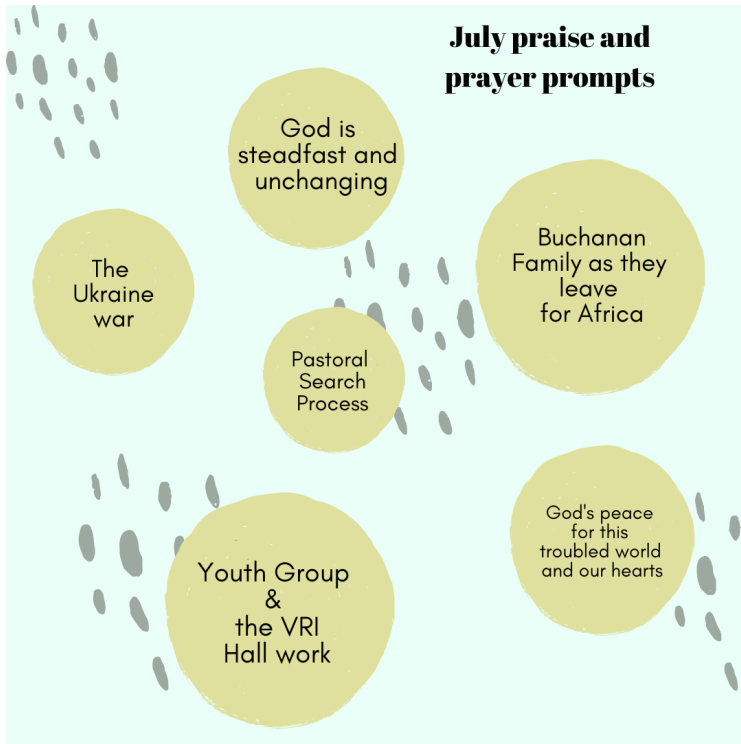 July praise and
prayer prompts
God is
steadfast and
unchanging
Buchanan
Family as they
leave
for Africa
The
Ukraine
war
Pastoral
Search
Process
God's peace
for this
troubled world
and our hearts
Youth Group
&
the VRI
Hall work